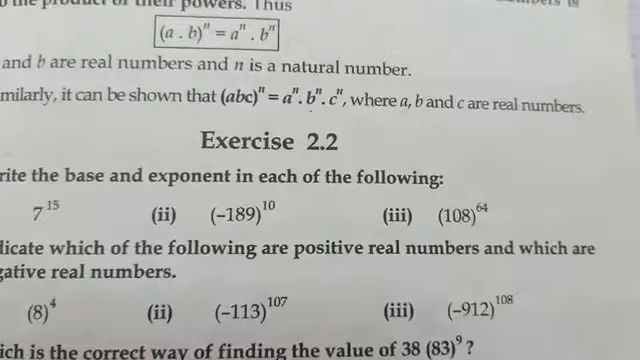 the product of their powers. Thus
(a . b)ⁿ = aⁿ . bⁿ
and b are real numbers and n is a natural number.
milarly, it can be shown that (abc)ⁿ = aⁿ. bⁿ. cⁿ, where a, b and c are real numbers.
Exercise 2.2
rite the base and exponent in each of the following:
7¹⁵ (ii) (–189)¹⁰ (iii) (108)⁶⁴
dicate which of the following are positive real numbers and which are
gative real numbers.
(8)⁴ (ii) (–113)¹⁰⁷ (iii) (–912)¹⁰⁸
ich is the correct way of finding the value of 38 (83)⁹ ?